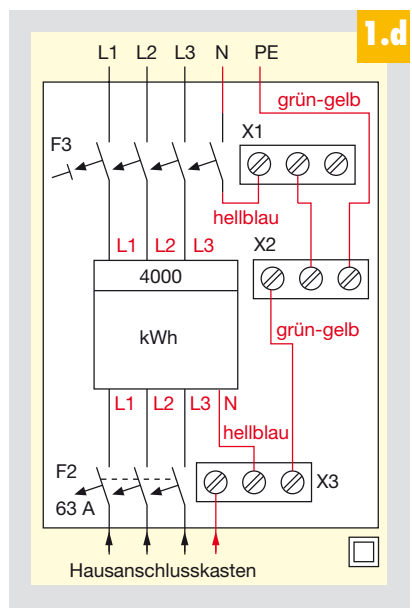 1.d
L1 L2 L3 N PE
grün-gelb
F3
X1
hellblau
L1 L2 L3
X2
4000
kWh
grün-gelb
L1 L2 L3 N
hellblau
F2
63 A
X3
Hausanschlusskasten